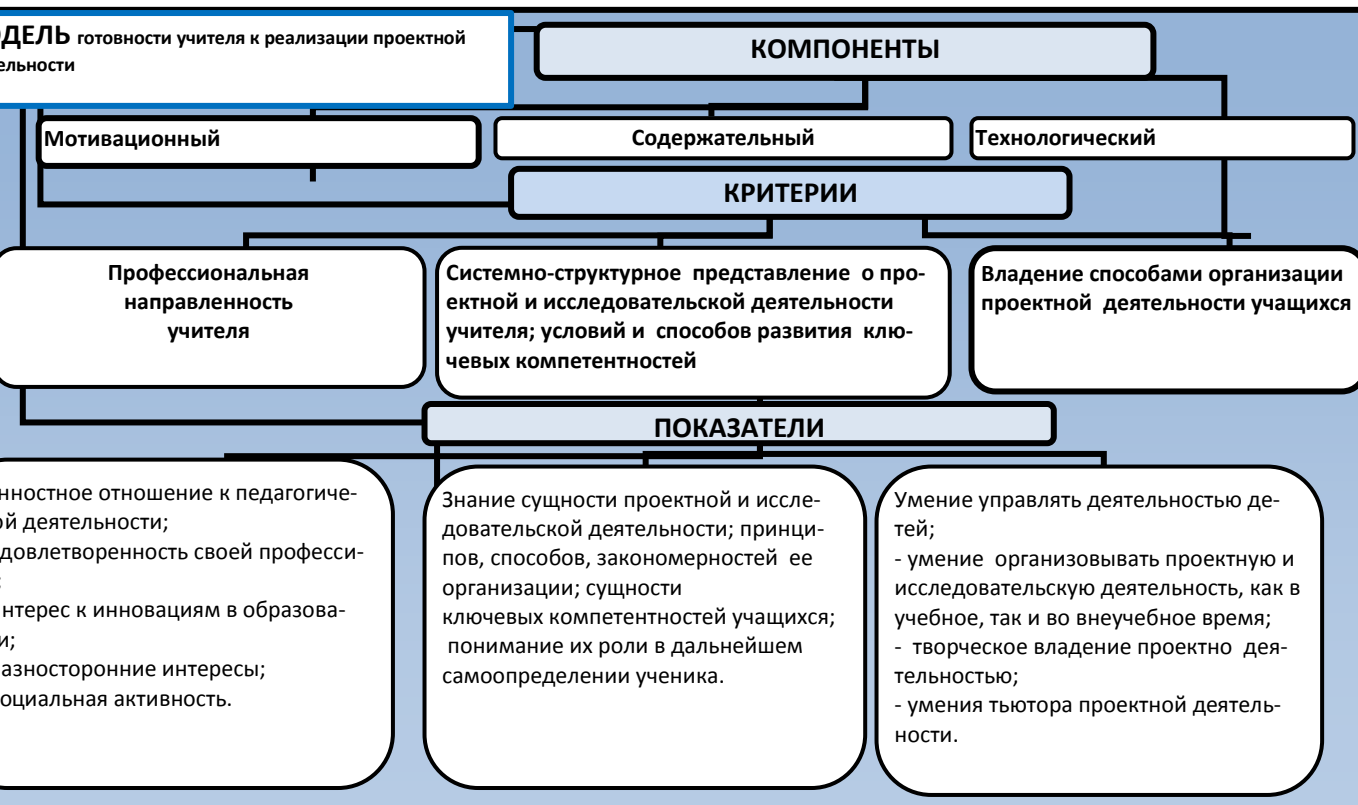 ОДЕЛЬ готовности учителя к реализации проектной
ельности
КОМПОНЕНТЫ
Мотивационный
Содержательный
Технологический
КРИТЕРИИ
Профессиональная
направленность
учителя
Системно-структурное представление о про-
ектной и исследовательской деятельности
учителя; условий и способов развития клю-
чевых компетентностей
Владение способами организации
проектной деятельности учащихся
ПОКАЗАТЕЛИ
нностное отношение к педагогиче-
ой деятельности;
довлетворенность своей професси-
;
нтерес к инновациям в образова-
и;
азносторонние интересы;
оциальная активность.
Знание сущности проектной и иссле-
довательской деятельности; принци-
пов, способов, закономерностей ее
организации; сущности
ключевых компетентностей учащихся;
понимание их роли в дальнейшем
самоопределении ученика.
Умение управлять деятельностью де-
тей;
- умение организовывать проектную и
исследовательскую деятельность, как в
учебное, так и во внеучебное время;
- творческое владение проектно дея-
тельностью;
- умения тьютора проектной деятель-
ности.